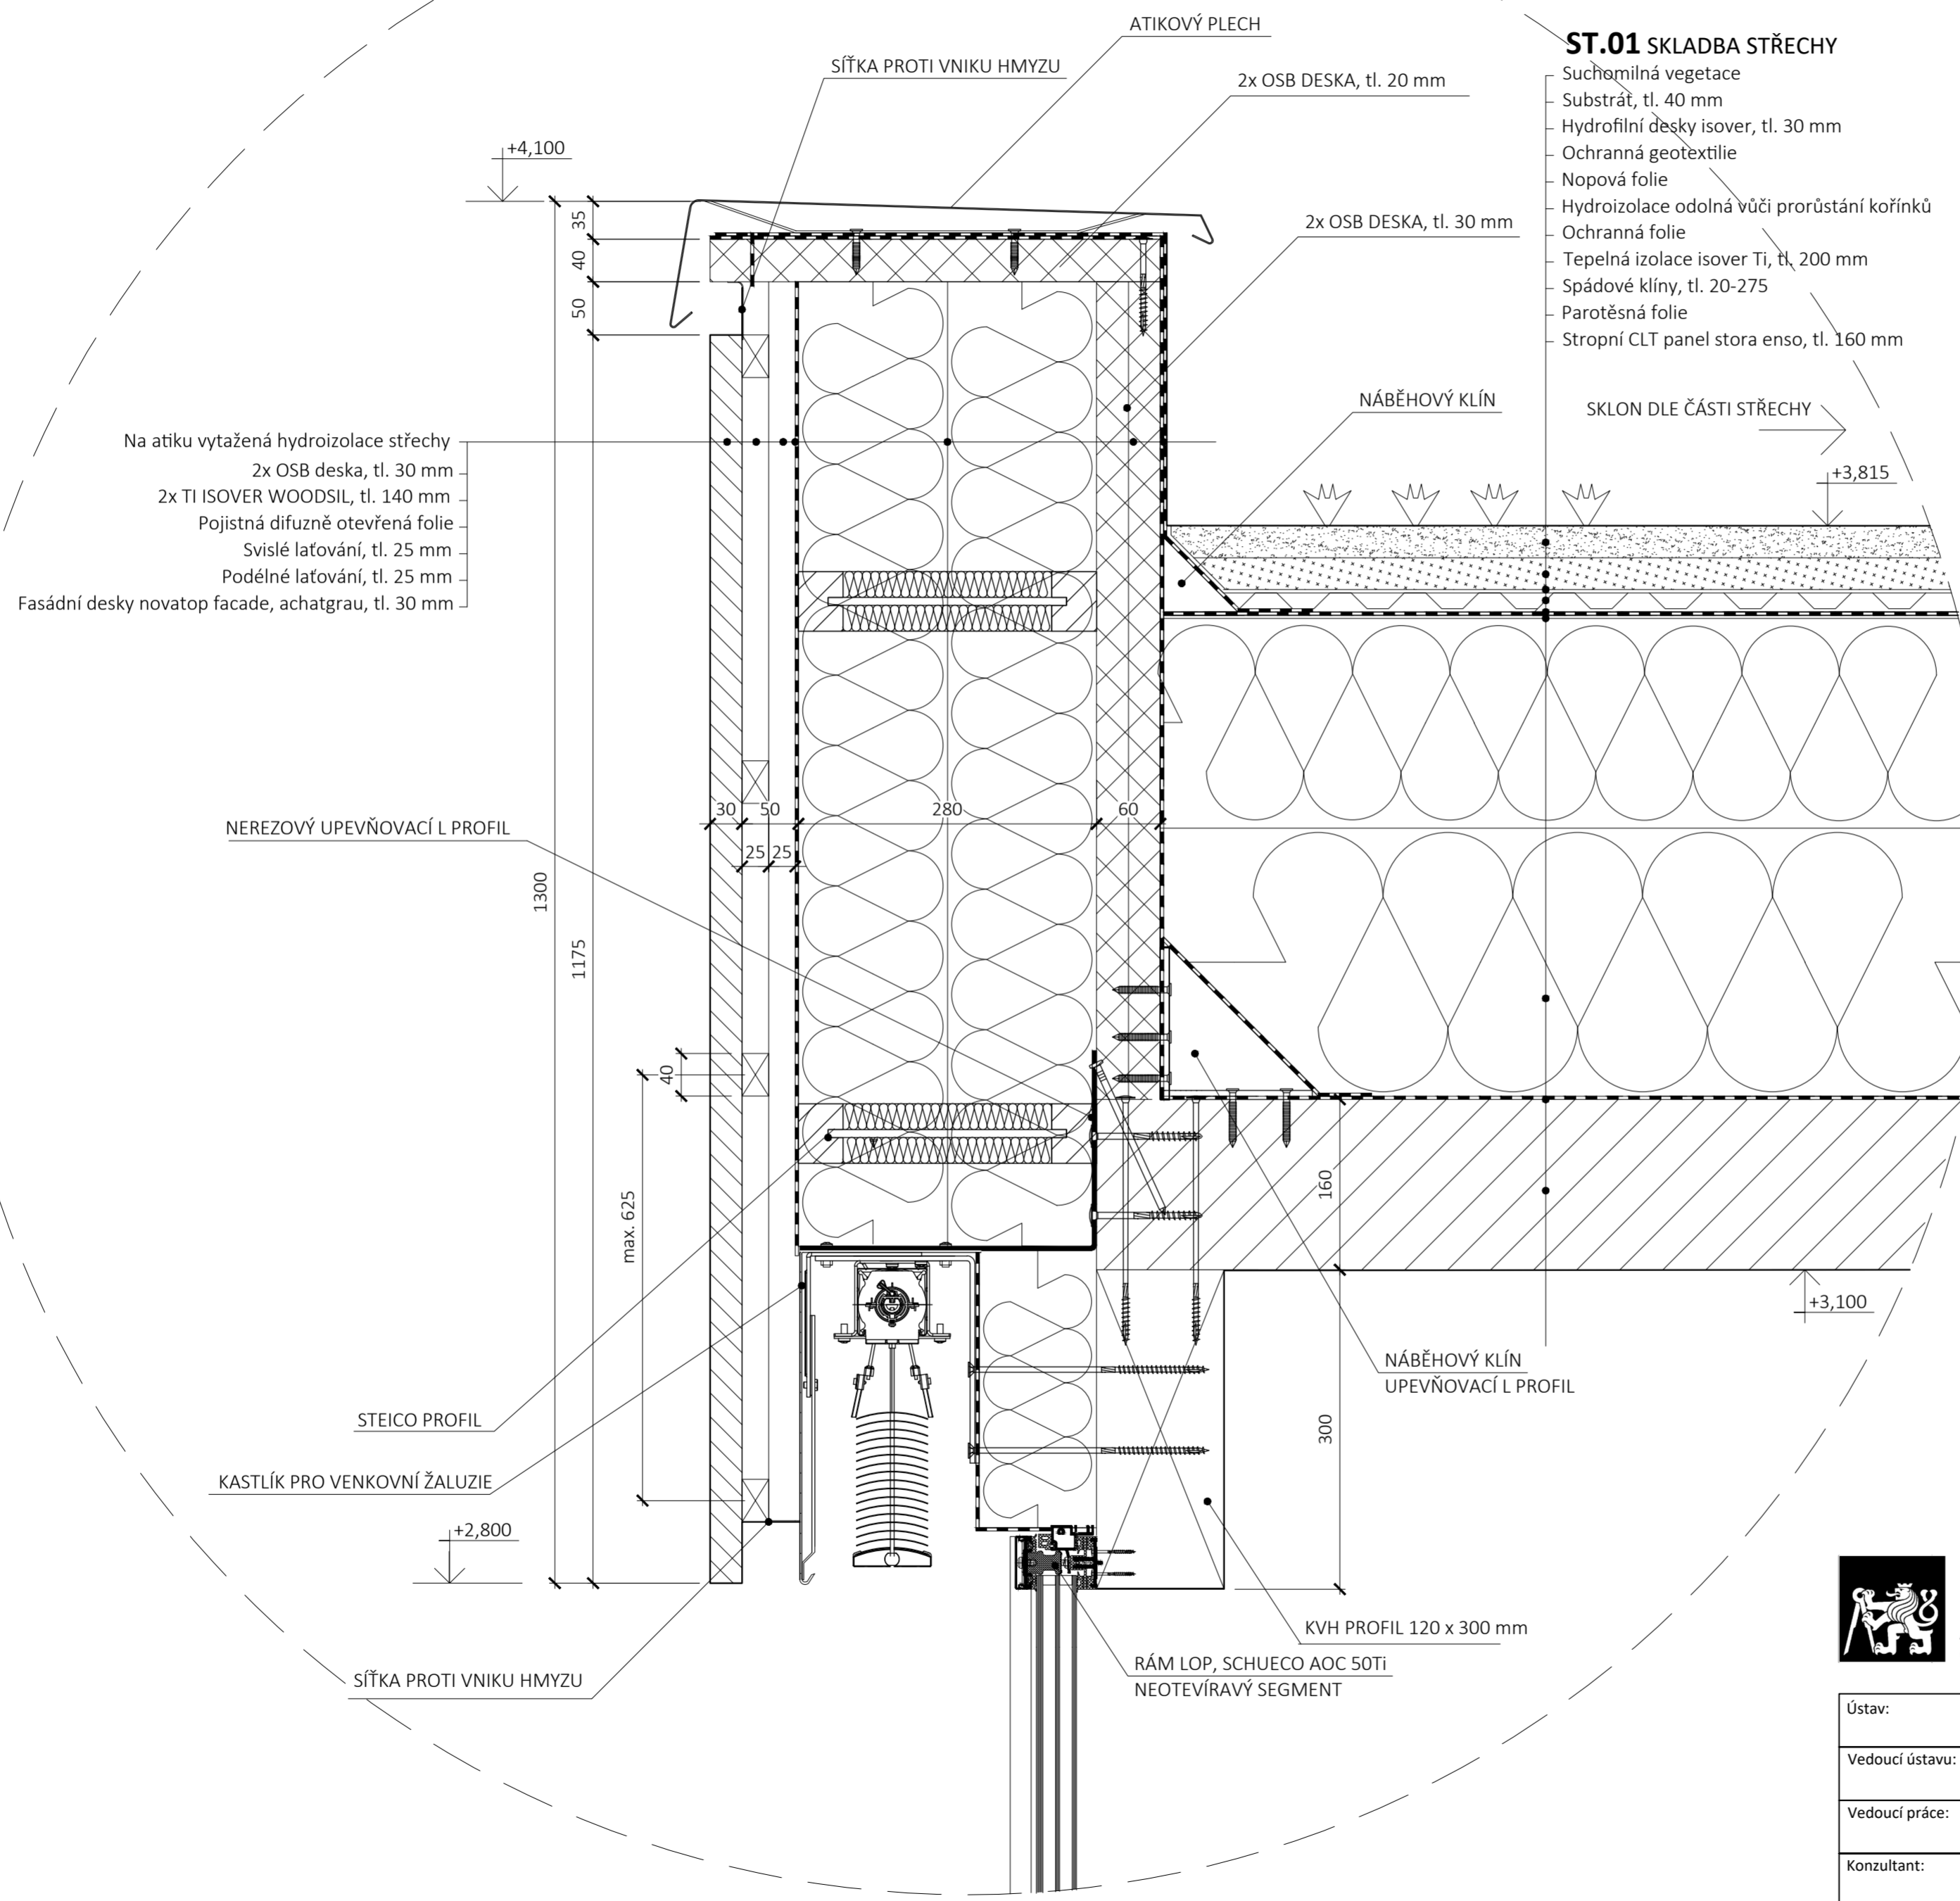 ATIKOVÝ PLECH
SÍŤKA PROTI VNIKU HMYZU
2x OSB DESKA, tl. 20 mm
2x OSB DESKA, tl. 30 mm
ST.01 SKLADBA STŘECHY
Suchomilná vegetace
Substrát, tl. 40 mm
Hydrofilní desky isover, tl. 30 mm
Ochranná geotextilie
Nopová folie
Hydroizolace odolná vůči prorůstání kořínků
Ochranná folie
Tepelná izolace isover Ti, tl. 200 mm
Spádové klíny, tl. 20-275
Parotěsná folie
Stropní CLT panel stora enso, tl. 160 mm
+4,100
35
40
50
NÁBĚHOVÝ KLÍN
SKLON DLE ČÁSTI STŘECHY
+3,815
Na atiku vytažená hydroizolace střechy
2x OSB deska, tl. 30 mm
2x TI ISOVER WOODSIL, tl. 140 mm
Pojistná difuzně otevřená folie
Svislé laťování, tl. 25 mm
Podélné laťování, tl. 25 mm
Fasádní desky novatop facade, achatgrau, tl. 30 mm
30
50
280
60
25
25
NEREZOVÝ UPEVŇOVACÍ L PROFIL
1300
1175
40
max. 625
160
300
+3,100
NÁBĚHOVÝ KLÍN
UPEVŇOVACÍ L PROFIL
STEICO PROFIL
KASTLÍK PRO VENKOVNÍ ŽALUZIE
+2,800
SÍŤKA PROTI VNIKU HMYZU
KVH PROFIL 120 x 300 mm
RÁM LOP, SCHUECO AOC 50Ti
NEOTEVÍRAVÝ SEGMENT
Ústav:
Vedoucí ústavu:
Vedoucí práce:
Konzultant: